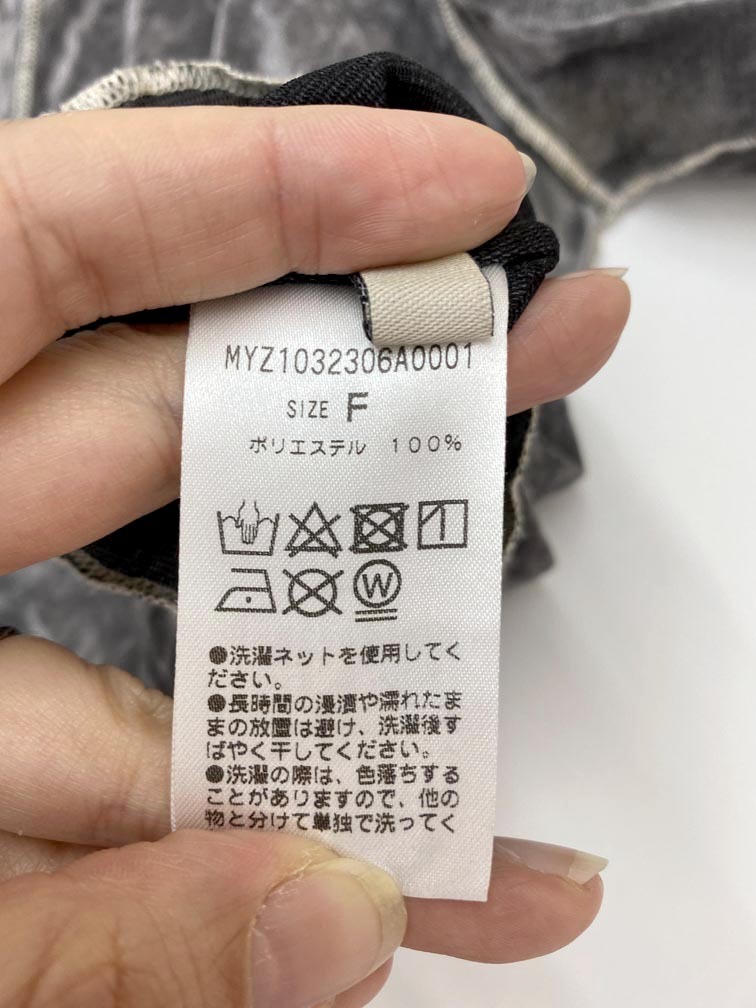 MYZ1032306A0001
SIZE F
ポリエステル 100%
W
●洗濯ネットを使用してく
ださい。
●長時間の浸漬や濡れたま
まの放置は避け、洗濯後す
ばやく干してください。
●洗濯の際は、色落ちする
ことがありますので、他の
物と分けて単独で洗ってく